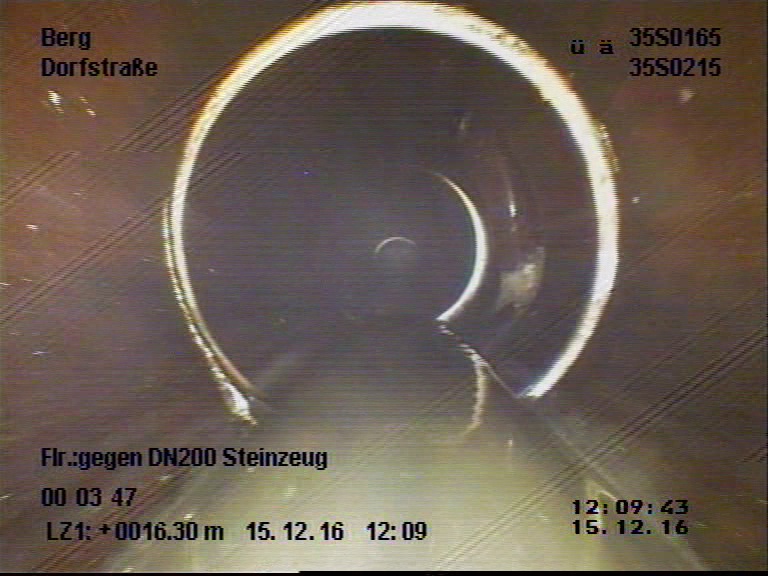 Berg
Dorfstraße
ü ä 35S0165
35S0215
Flr.:gegen DN200 Steinzeug
00 03 47
LZ1: +0016.30 m 15. 12. 16 12:09
12:09:43
15. 12. 16